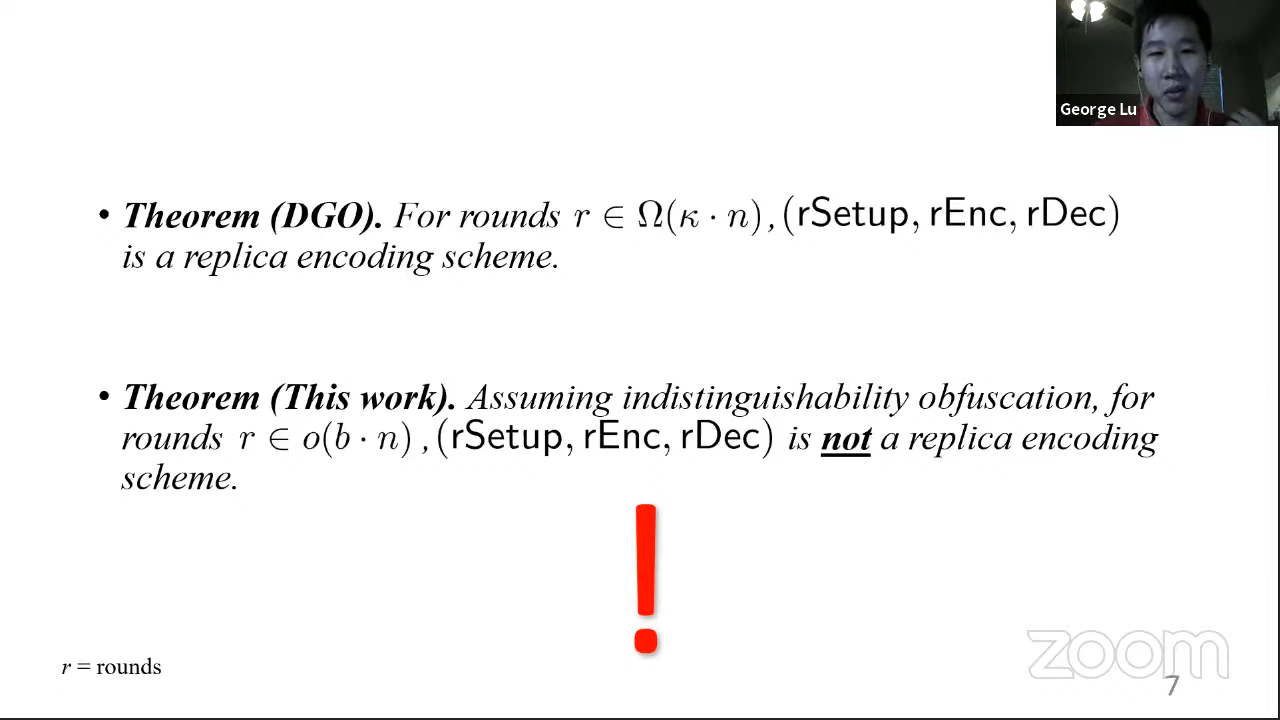 George Lu
• Theorem (DGO). For rounds r ∈ Ω(κ · n), (rSetup, rEnc, rDec)
is a replica encoding scheme.
• Theorem (This work). Assuming indistinguishability obfuscation, for
rounds r ∈ o(b · n), (rSetup, rEnc, rDec) is not a replica encoding
scheme.
!
r = rounds
zoom
7